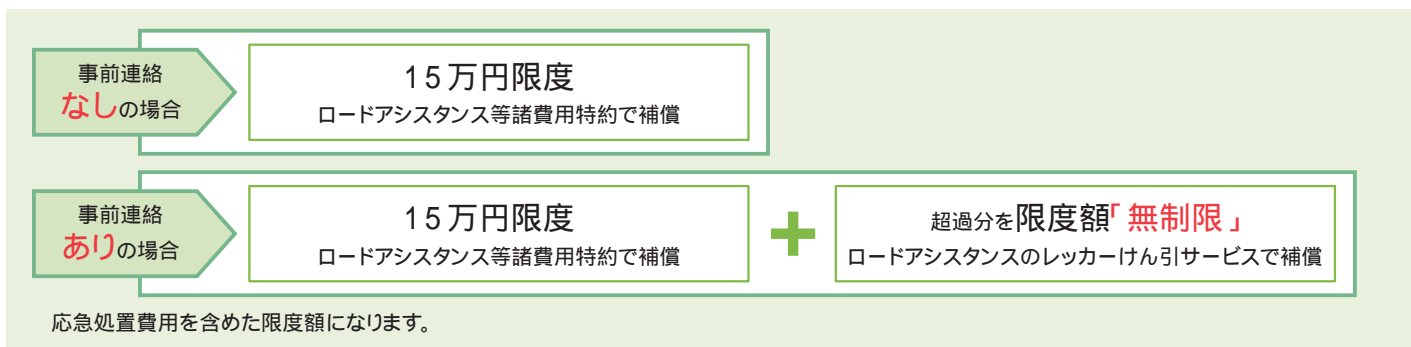 事前連絡
なしの場合
15万円限度
ロードアシスタンス等諸費用特約で補償
事前連絡
ありの場合
15万円限度
ロードアシスタンス等諸費用特約で補償
+
超過分を限度額「無制限」
ロードアシスタンスのレッカーけん引サービスで補償
応急処置費用を含めた限度額になります。